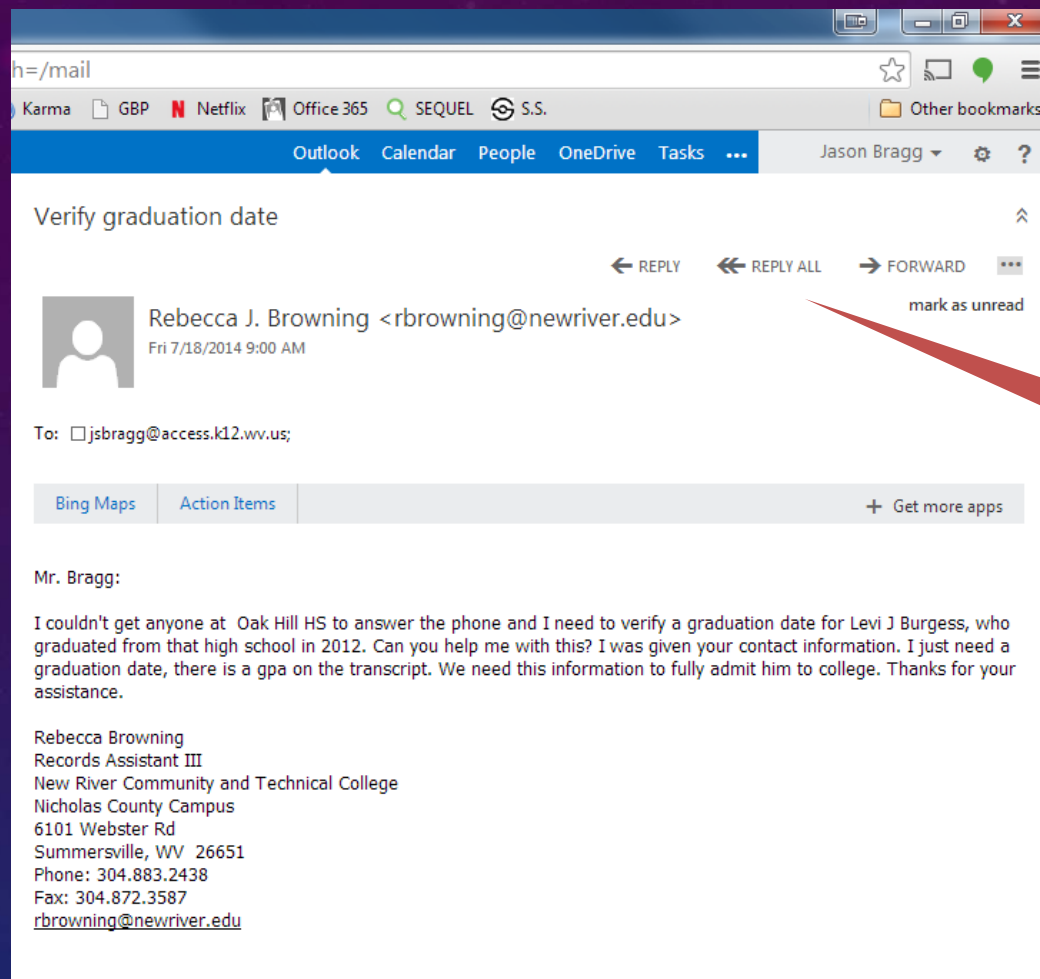 h=/mail
Karma GBP Netflix Office 365 SEQUEL S.S. Other bookmarks
Outlook Calendar People OneDrive Tasks ... Jason Bragg ?
Verify graduation date
REPLY REPLY ALL FORWARD ...
mark as unread
Rebecca J. Browning <rbrowning@newriver.edu>
Fri 7/18/2014 9:00 AM
To: jsbragg@access.k12.wv.us;
Bing Maps Action Items + Get more apps
Mr. Bragg:
I couldn't get anyone at  Oak Hill HS to answer the phone and I need to verify a graduation date for Levi J Burgess, who
graduated from that high school in 2012. Can you help me with this? I was given your contact information. I just need a
graduation date, there is a gpa on the transcript. We need this information to fully admit him to college. Thanks for your
assistance.
Rebecca Browning
Records Assistant III
New River Community and Technical College
Nicholas County Campus
6101 Webster Rd
Summersville, WV  26651
Phone: 304.883.2438
Fax: 304.872.3587
rbrowning@newriver.edu